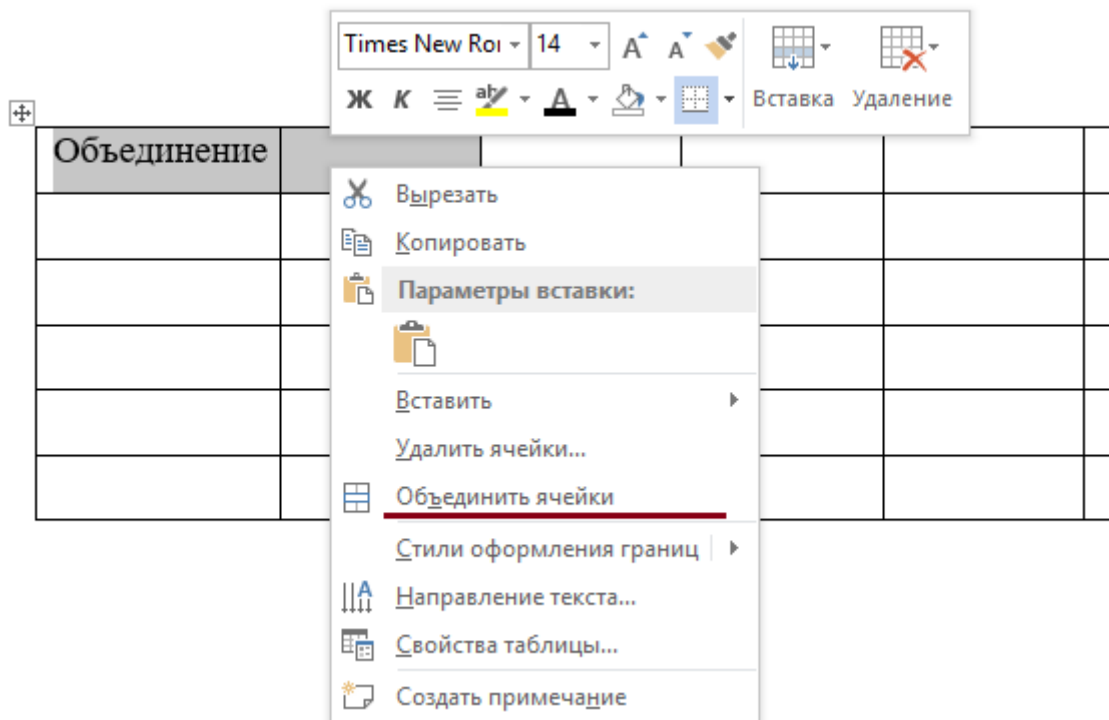 Times New Roı 14
Ж К А Вставка Удаление
Объединение
Вырезать
Копировать
Параметры вставки:
Вставить
Удалить ячейки...
Объединить ячейки
Стили оформления границ
Направление текста...
Свойства таблицы...
Создать примечание